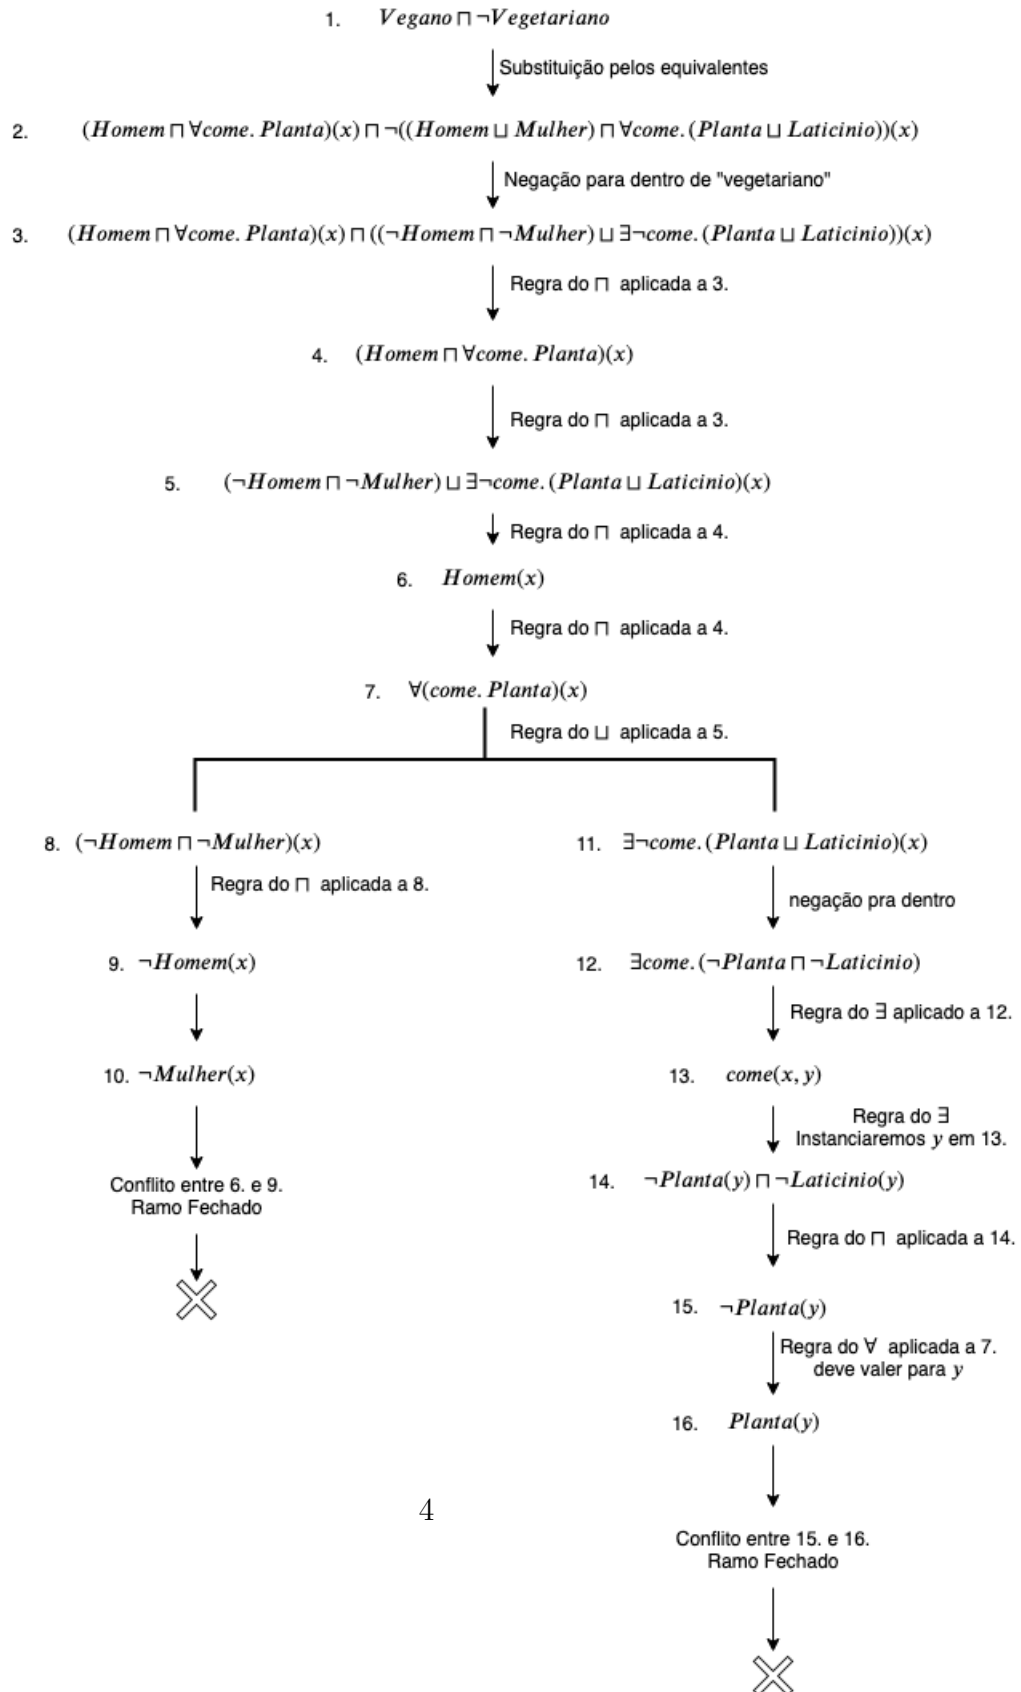 1. Vegano ⊓ ¬Vegetariano
Substituição pelos equivalentes
2. (Homem ⊓ ∀come. Planta)(x) ⊓ ¬((Homem ⊔ Mulher) ⊓ ∀come. (Planta ⊔ Laticinio))(x)
Negação para dentro de "vegetariano"
3. (Homem ⊓ ∀come. Planta)(x) ⊓ ((¬Homem ⊓ ¬Mulher) ⊔ ∃¬come. (Planta ⊔ Laticinio))(x)
Regra do ⊓ aplicada a 3.
4. (Homem ⊓ ∀come. Planta)(x)
Regra do ⊓ aplicada a 3.
5. (¬Homem ⊓ ¬Mulher) ⊔ ∃¬come. (Planta ⊔ Laticinio)(x)
Regra do ⊓ aplicada a 4.
6. Homem(x)
Regra do ⊓ aplicada a 4.
7. ∀(come. Planta)(x)
Regra do ⊔ aplicada a 5.
8. (¬Homem ⊓ ¬Mulher)(x)
Regra do ⊓ aplicada a 8.
9. ¬Homem(x)
10. ¬Mulher(x)
Conflito entre 6. e 9.
Ramo Fechado
11. ∃¬come. (Planta ⊔ Laticinio)(x)
negação pra dentro
12. ∃come. (¬Planta ⊓ ¬Laticinio)
Regra do ∃ aplicado a 12.
13. come(x, y)
Regra do ∃
Instanciaremos y em 13.
14. ¬Planta(y) ⊓ ¬Laticinio(y)
Regra do ⊓ aplicada a 14.
15. ¬Planta(y)
Regra do ∀ aplicada a 7.
deve valer para y
16. Planta(y)
Conflito entre 15. e 16.
Ramo Fechado
4